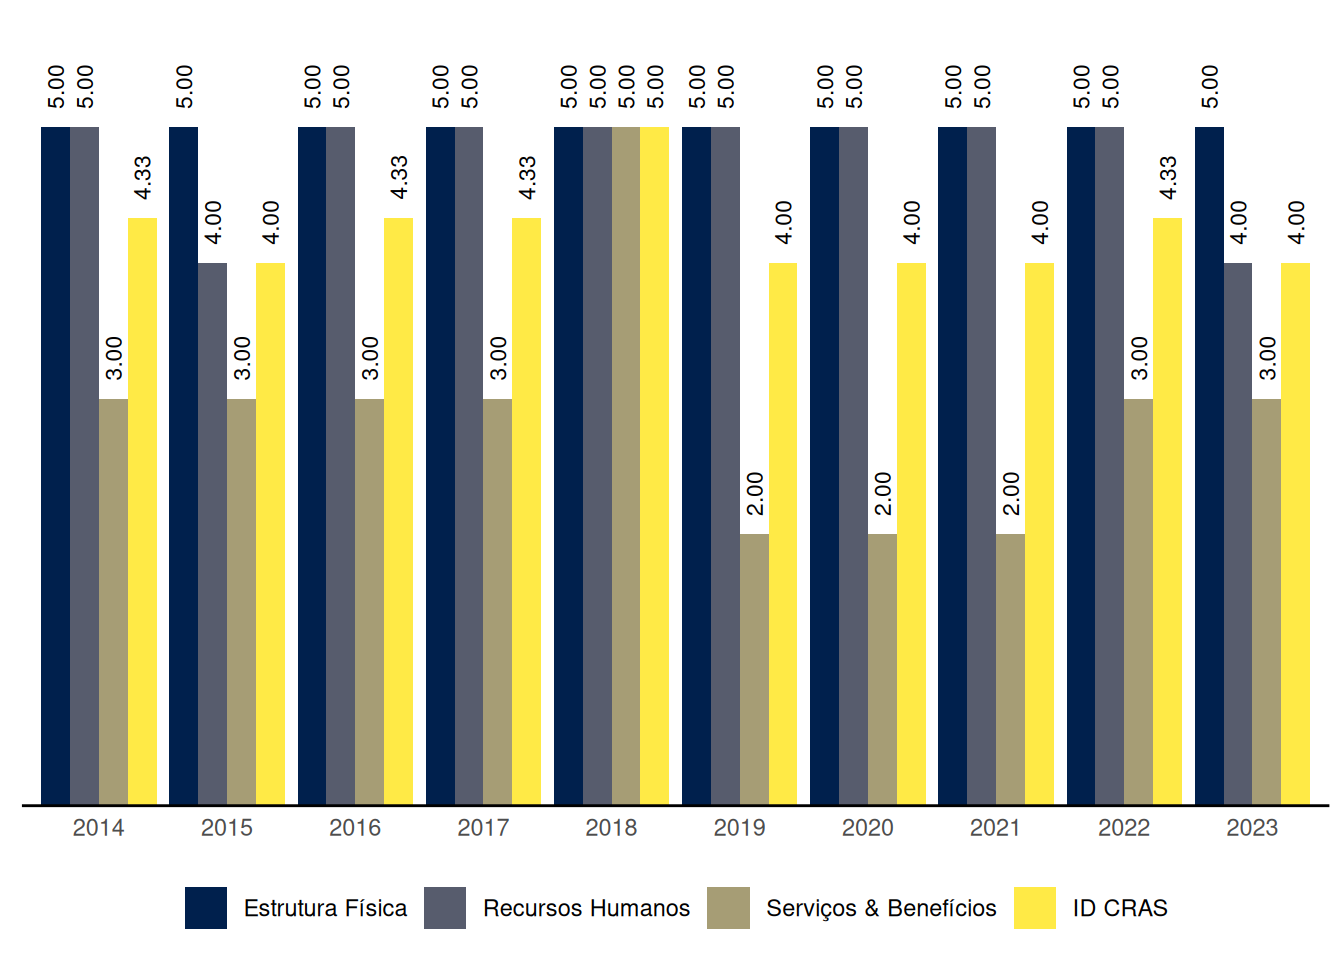 5.00 5.00 3.00 4.33 5.00 4.00 3.00 4.00 5.00 5.00 3.00 4.33 5.00 5.00 3.00 4.33 5.00 5.00 5.00 5.00 5.00 5.00 2.00 4.00 5.00 5.00 2.00 4.00 5.00 5.00 2.00 4.00 5.00 5.00 3.00 4.33 5.00 4.00 3.00 4.00
2014 2015 2016 2017 2018 2019 2020 2021 2022 2023
Estrutura Física Recursos Humanos Serviços & Benefícios ID CRAS